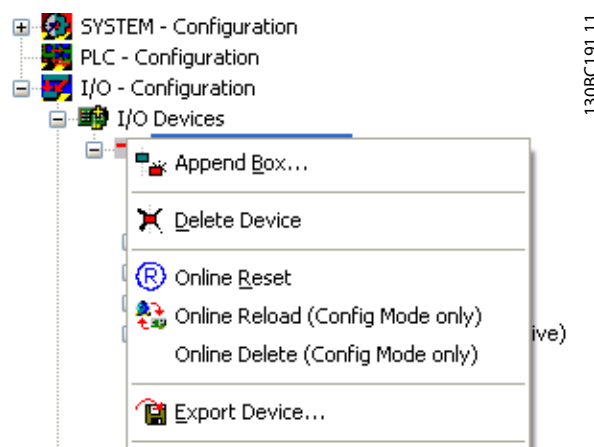 SYSTEM - Configuration
PLC - Configuration
I/O - Configuration
I/O Devices
Append Box...
Delete Device
Online Reset
Online Reload (Config Mode only)
ive)
Online Delete (Config Mode only)
Export Device...
130BC191.11